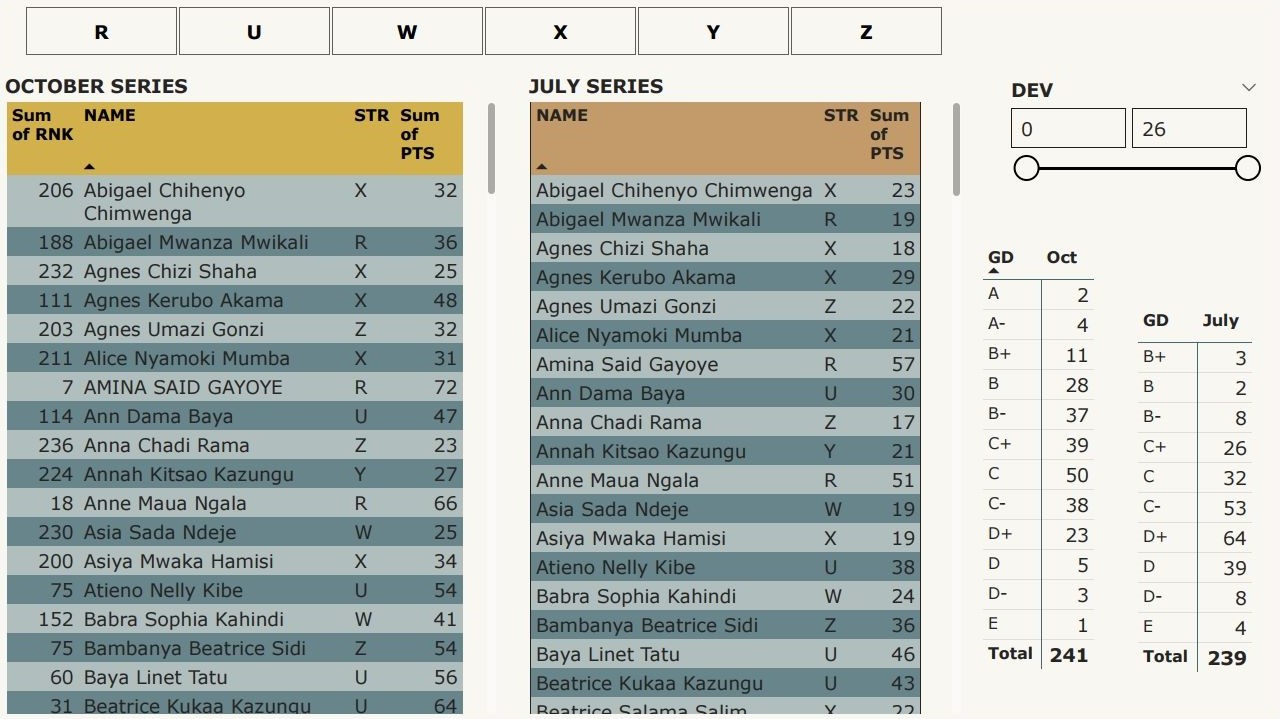 R U W X Y Z
OCTOBER SERIES
Sum of RNK NAME STR Sum of PTS
206 Abigael Chihenyo Chimwenga X 32
188 Abigael Mwanza Mwikali R 36
232 Agnes Chizi Shaha X 25
111 Agnes Kerubo Akama X 48
203 Agnes Umazi Gonzi Z 32
211 Alice Nyamoki Mumba X 31
7 AMINA SAID GAYOYE R 72
114 Ann Dama Baya U 47
236 Anna Chadi Rama Z 23
224 Annah Kitsao Kazungu Y 27
18 Anne Maua Ngala R 66
230 Asia Sada Ndeje W 25
200 Asiya Mwaka Hamisi X 34
75 Atieno Nelly Kibe U 54
152 Babra Sophia Kahindi W 41
75 Bambanya Beatrice Sidi Z 54
60 Baya Linet Tatu U 56
31 Beatrice Kukaa Kazungu U 64
JULY SERIES
NAME STR Sum of PTS
Abigael Chihenyo Chimwenga X 23
Abigael Mwanza Mwikali R 19
Agnes Chizi Shaha X 18
Agnes Kerubo Akama X 29
Agnes Umazi Gonzi Z 22
Alice Nyamoki Mumba X 21
Amina Said Gayoye R 57
Ann Dama Baya U 30
Anna Chadi Rama Z 17
Annah Kitsao Kazungu Y 21
Anne Maua Ngala R 51
Asia Sada Ndeje W 19
Asiya Mwaka Hamisi X 19
Atieno Nelly Kibe U 38
Babra Sophia Kahindi W 24
Bambanya Beatrice Sidi Z 36
Baya Linet Tatu U 46
Beatrice Kukaa Kazungu U 43
Beatrice Salama Salim X 22
DEV
0 26
GD Oct
A 2
A- 4
B+ 11
B 28
B- 37
C+ 39
C 50
C- 38
D+ 23
D 5
D- 3
E 1
Total 241
GD July
B+ 3
B 2
B- 8
C+ 26
C 32
C- 53
D+ 64
D 39
D- 8
E 4
Total 239